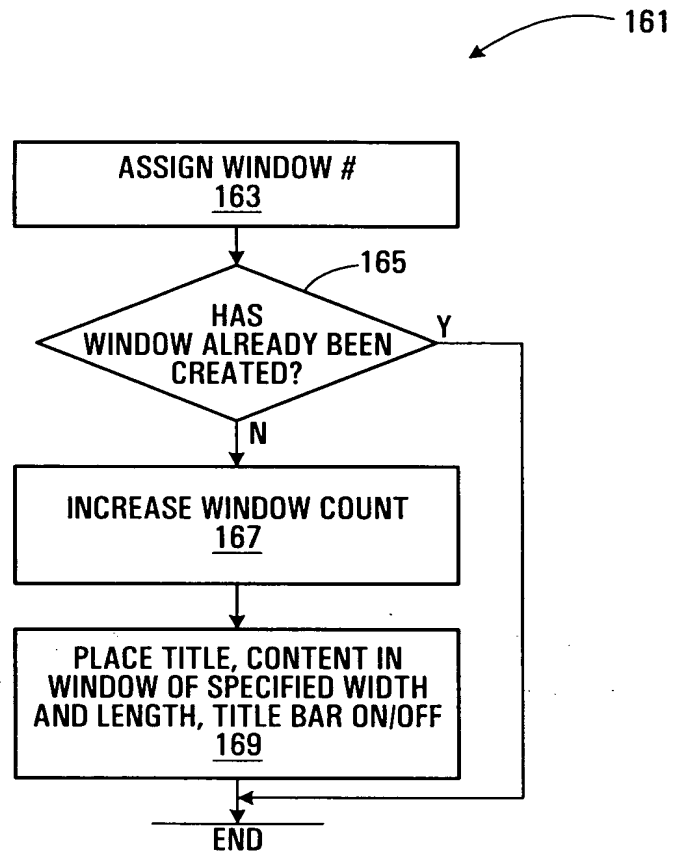 161
ASSIGN WINDOW #
163
165
HAS
WINDOW ALREADY BEEN
CREATED?
Y
N
INCREASE WINDOW COUNT
167
PLACE TITLE, CONTENT IN
WINDOW OF SPECIFIED WIDTH
AND LENGTH, TITLE BAR ON/OFF
169
END